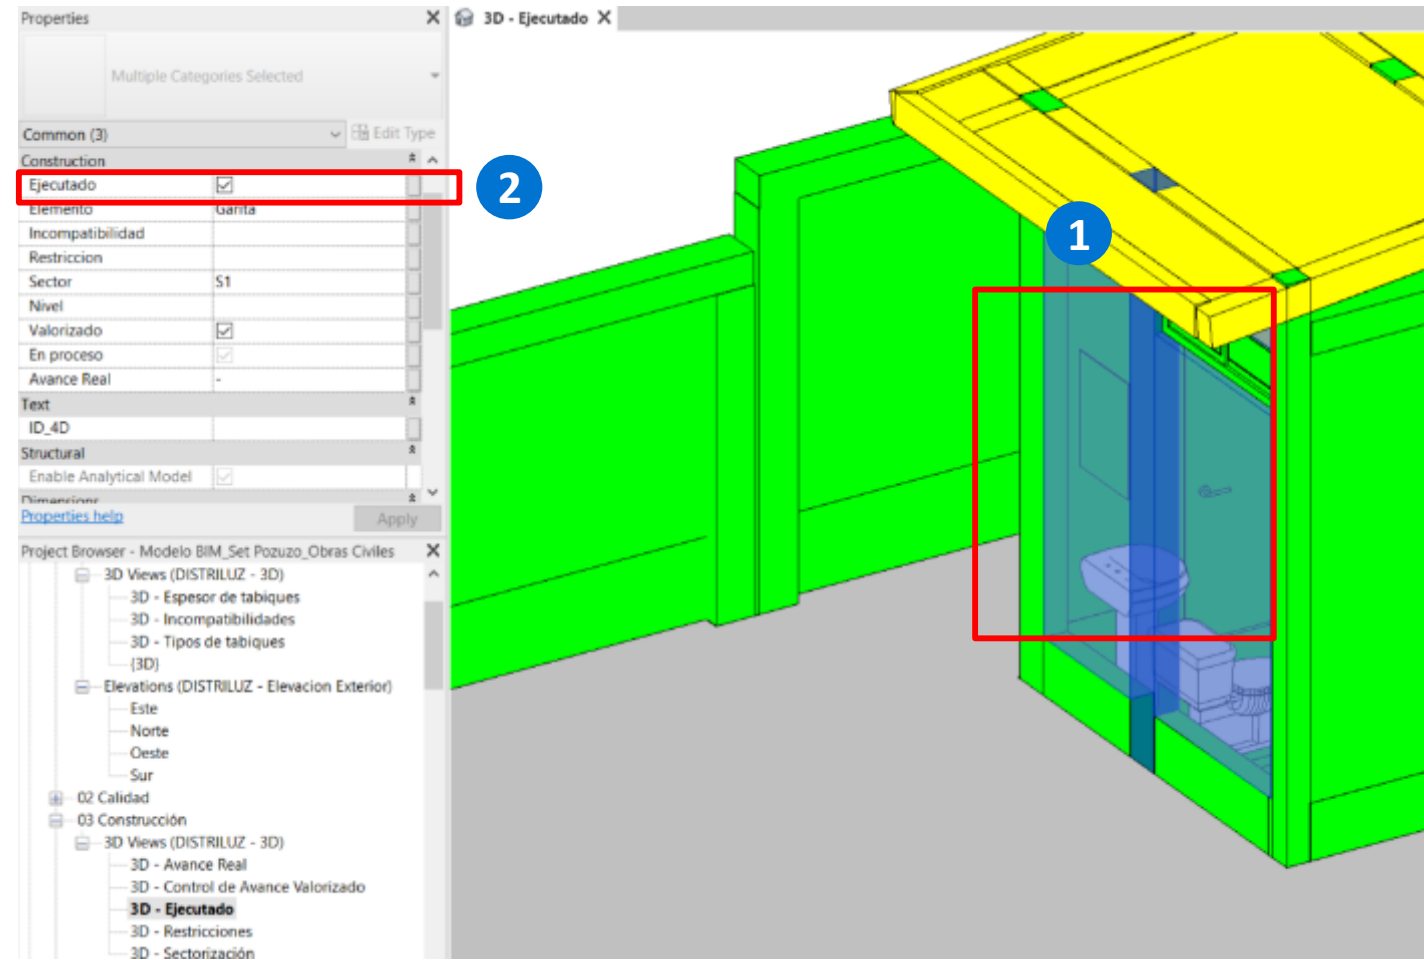 Properties
3D - Ejecutado
Multiple Categories Selected
Common (3)
Edit Type
Construction
Ejecutado
2
Elemento Garita
Incompatibilidad
Restriccion
Sector S1
Nivel
Valorizado
En proceso
Avance Real -
Text
ID_4D
Structural
Enable Analytical Model
Dimensions
Properties help
Apply
1
Project Browser - Modelo BIM_Set Pozuzo_Obras Civiles
3D Views (DISTRILUZ - 3D)
3D - Espesor de tabiques
3D - Incompatibilidades
3D - Tipos de tabiques
{3D}
Elevations (DISTRILUZ - Elevacion Exterior)
Este
Norte
Oeste
Sur
02 Calidad
03 Construcción
3D Views (DISTRILUZ - 3D)
3D - Avance Real
3D - Control de Avance Valorizado
3D - Ejecutado
3D - Restricciones
3D - Sectorización